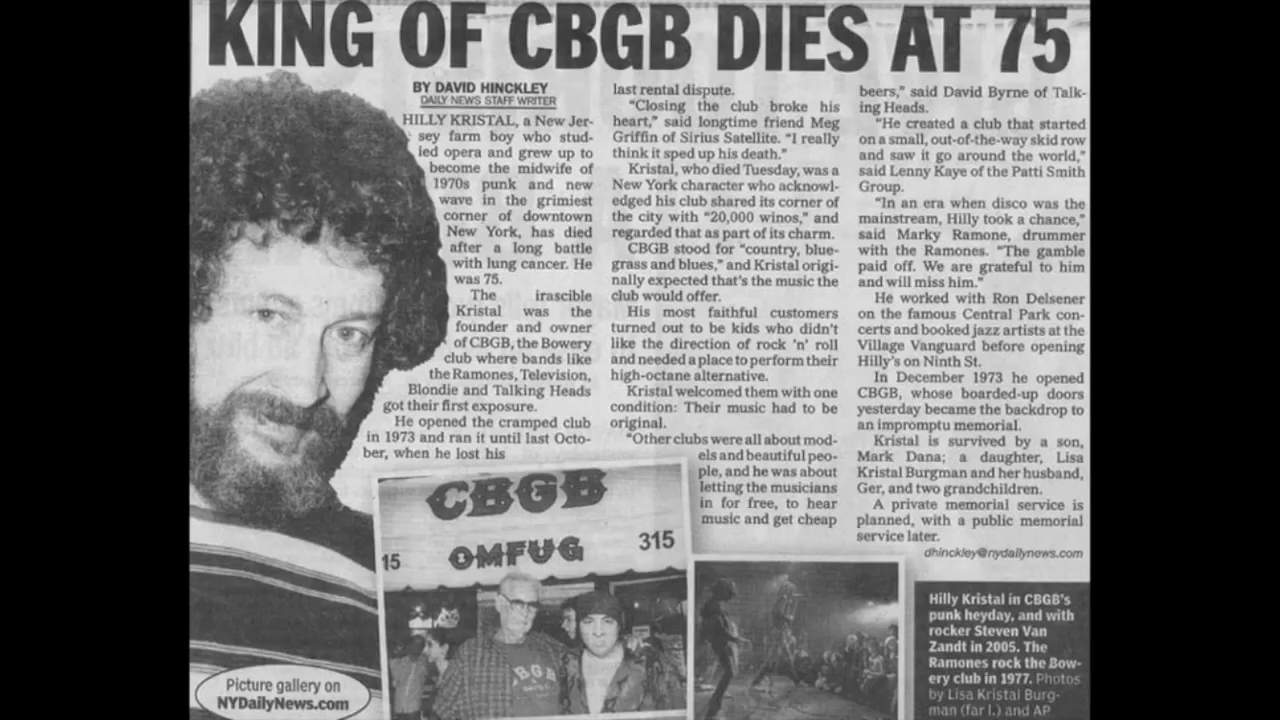 KING OF CBGB DIES AT 75
BY DAVID HINCKLEY
DAILY NEWS STAFF WRITER
HILLY KRISTAL, a New Jer-
sey farm boy who stud-
ied opera and grew up to
become the midwife of
1970s punk and new
wave in the grimiest
corner of downtown
New York, has died
after a long battle
with lung cancer. He
was 75.
The irascible
Kristal was the
founder and owner
of CBGB, the Bowery
club where bands like
the Ramones, Television,
Blondie and Talking Heads
got their first exposure.
He opened the cramped club
in 1973 and ran it until last Octo-
ber, when he lost his
last rental dispute.
"Closing the club broke his
heart," said longtime friend Meg
Griffin of Sirius Satellite. "I really
think it sped up his death."
Kristal, who died Tuesday, was a
New York character who acknowl-
edged his club shared its corner of
the city with "20,000 winos," and
regarded that as part of its charm.
CBGB stood for "country, blue-
grass and blues," and Kristal origi-
nally expected that's the music the
club would offer.
His most faithful customers
turned out to be kids who didn't
like the direction of rock 'n' roll
and needed a place to perform their
high-octane alternative.
Kristal welcomed them with one
condition: Their music had to be
original.
"Other clubs were all about mod-
els and beautiful peo-
ple, and he was about
letting the musicians
in for free, to hear
music and get cheap
beers," said David Byrne of Talk-
ing Heads.
"He created a club that started
on a small, out-of-the-way skid row
and saw it go around the world,"
said Lenny Kaye of the Patti Smith
Group.
"In an era when disco was the
mainstream, Hilly took a chance,"
said Marky Ramone, drummer
with the Ramones. "The gamble
paid off. We are grateful to him
and will miss him."
He worked with Ron Delsener
on the famous Central Park con-
certs and booked jazz artists at the
Village Vanguard before opening
Hilly's on Ninth St.
In December 1973 he opened
CBGB, whose boarded-up doors
yesterday became the backdrop to
an impromptu memorial.
Kristal is survived by a son,
Mark Dana; a daughter, Lisa
Kristal Burgman and her husband,
Ger, and two grandchildren.
A private memorial service is
planned, with a public memorial
service later.
dhinckley@nydailynews.com
CBGB
OMFUG
15
315
CBGB
Picture gallery on
NYDailyNews.com
Hilly Kristal in CBGB's
punk heyday, and with
rocker Steven Van
Zandt in 2005. The
Ramones rock the Bow-
ery club in 1977. Photos
by Lisa Kristal Burg-
man (far l.) and AP